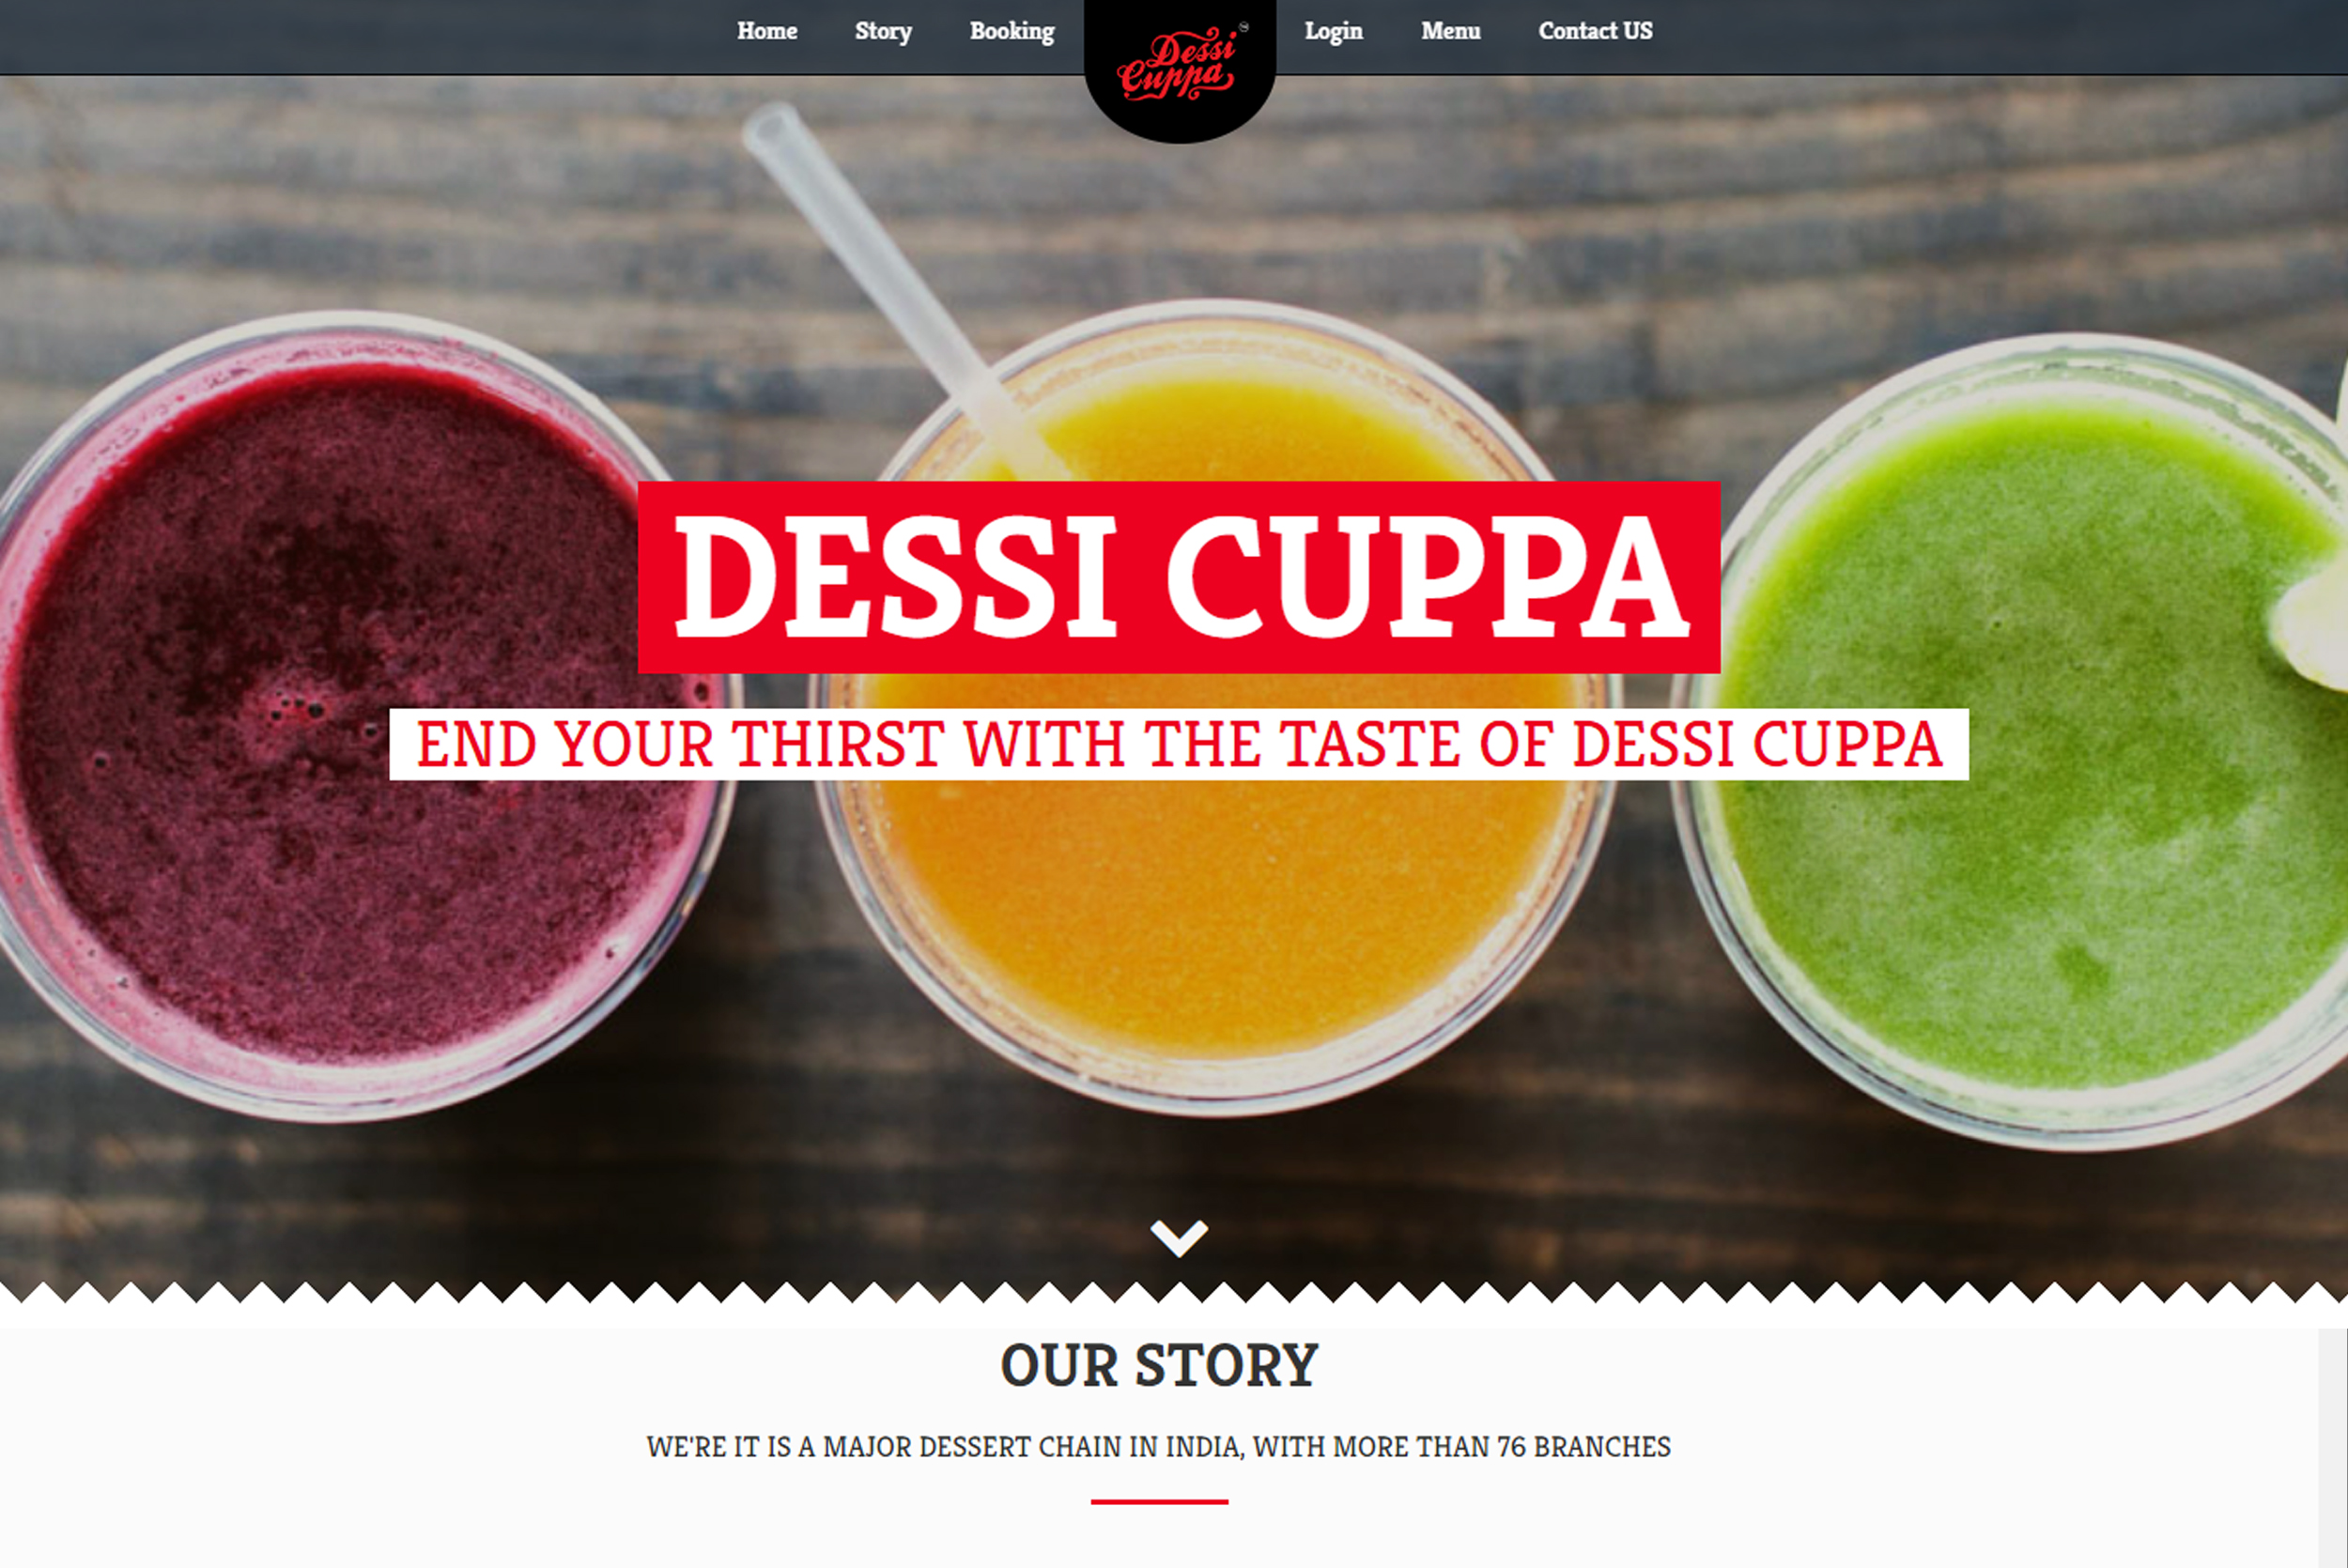 Home Story Booking Dessi Cuppa Login Menu Contact US
DESSI CUPPA
END YOUR THIRST WITH THE TASTE OF DESSI CUPPA
OUR STORY
WE'RE IT IS A MAJOR DESSERT CHAIN IN INDIA, WITH MORE THAN 76 BRANCHES